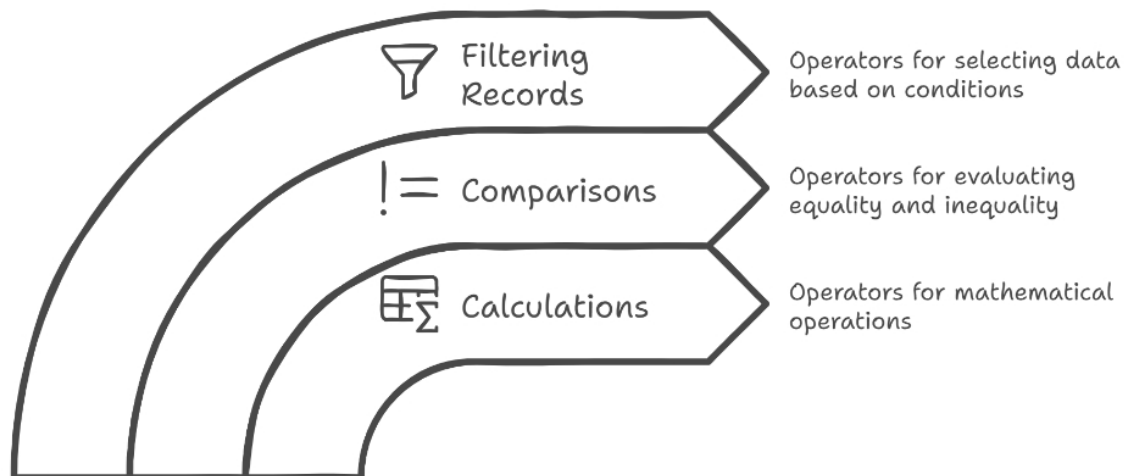 Filtering
Records
Operators for selecting data
based on conditions
!= Comparisons
Operators for evaluating
equality and inequality
Σ Calculations
Operators for mathematical
operations